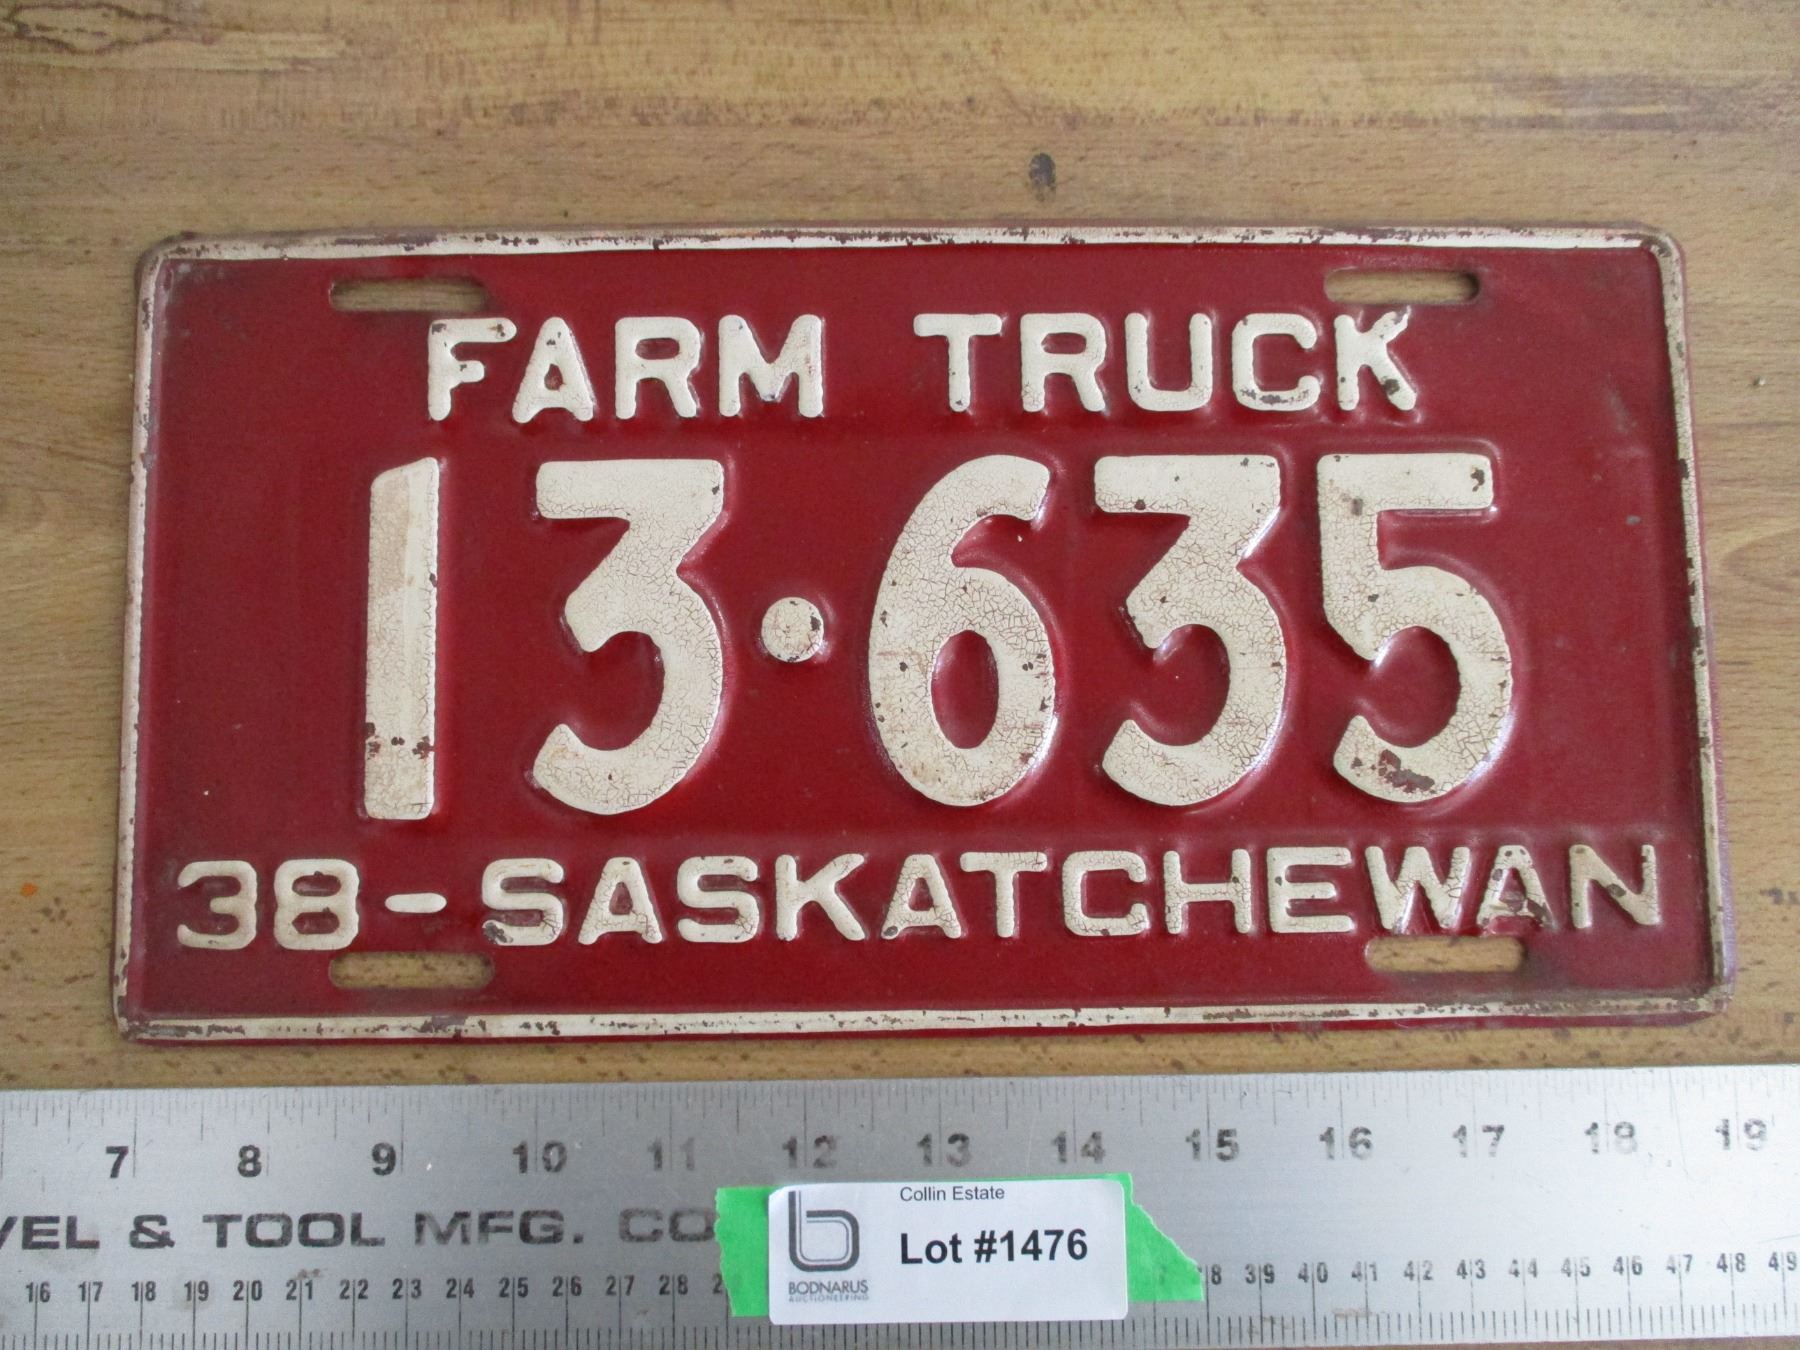 FARM TRUCK
13·635
38-SASKATCHEWAN
7 8 9 10 11 12 13 14 15 16 17 18 19
& TOOL MFG. CO
Collin Estate
Lot #1476
BODNARUS
AUCTIONEERING
16 17 18 19 20 21 22 23 24 25 26 27 28 38 39 40 41 42 43 44 45 46 47 48 49